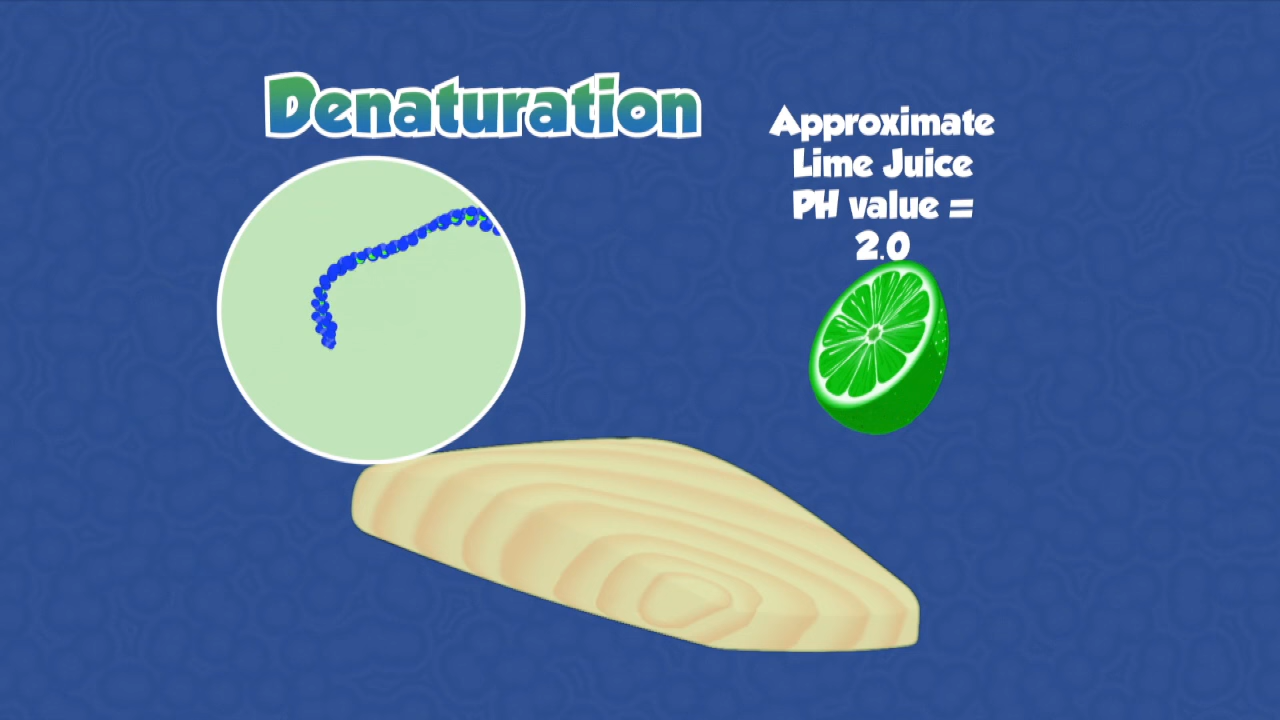 Denaturation
Approximate
Lime Juice
PH value =
2.0